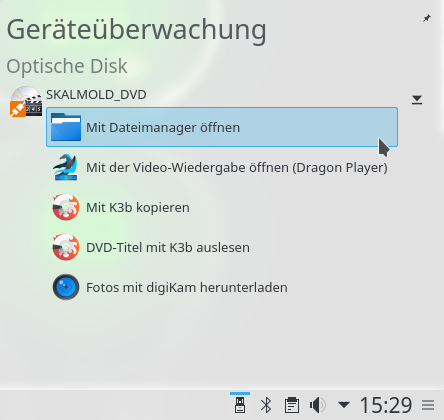 Geräteüberwachung
Optische Disk
SKALMOLD_DVD
Mit Dateimanager öffnen
Mit der Video-Wiedergabe öffnen (Dragon Player)
Mit K3b kopieren
DVD-Titel mit K3b auslesen
Fotos mit digiKam herunterladen
15:29